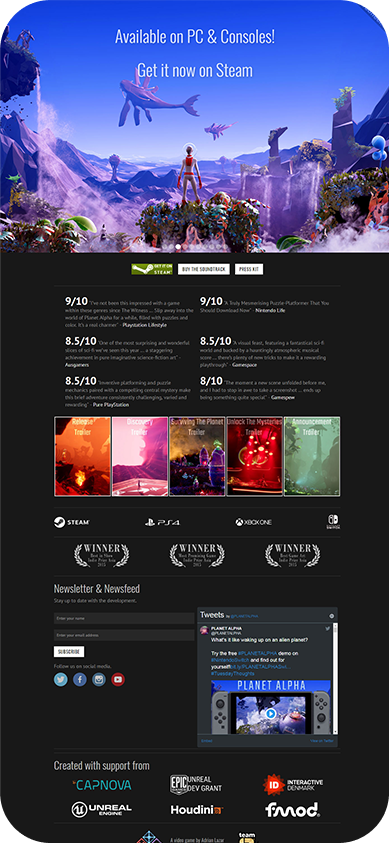 Available on PC & Consoles!
Get it now on Steam
GET IT ON
STEAM
BUY THE SOUNDTRACK
PRESS KIT
9/10 "I've not been this impressed with a game
within these genres since The Witness ... Slip away into the
world of Planet Alpha for a while, filled with puzzles and
color. It's a real charmer" - Playstation Lifestyle
9/10 "A Truly Mesmerising Puzzle-Platformer That You
Should Download Now" - Nintendo Life
8.5/10 "One of the most surprising and wonderful
slices of sci-fi we've seen this year ... a staggering
achievement in pure imaginative science fiction art" -
Ausgamers
8.5/10 "A visual feast, featuring a fantastical sci-fi
world and backed by a hauntingly atmospheric musical
score ... there's plenty of new tricks to make it a rewarding
playthrough" - Gamespace
8.5/10 "Inventive platforming and puzzle
mechanics paired with a compelling central mystery make
this brief adventure consistently challenging, varied and
rewarding" - Pure PlayStation
8/10 "The moment a new scene unfolded before me,
and I had to stop in awe to take a screenshot ... ends up
being something quite special" - Gamespew
Release
Trailer
Discovery
Trailer
Surviving The Planet
Trailer
Unlock The Mysteries
Trailer
Announcement
Trailer
STEAM
PS4
XBOX ONE
SWITCH
WINNER
Best in Show
Indie Prize Asia
2015
WINNER
Most Promising Game
Indie Prize Asia
2015
WINNER
Best Game Art
Indie Prize Asia
2015
Newsletter & Newsfeed
Stay up to date with the development.
Enter your name
Enter your email address
SUBSCRIBE
Follow us on social media.
Tweets by @PLANETALPHA
PLANET ALPHA
@PLANETALPHA
What's it like waking up on an alien planet?
Try the free #PLANETALPHA demo on
#NintendoSwitch and find out for
#TuesdayThoughts
PLANET ALPHA
View on Twitter
Created with support from
CAPNOVA
EPIC GAMES
UNREAL
DEV GRANT
ID
INTERACTIVE
DENMARK
UNREAL
ENGINE
Houdini
fmod
A video game by Adrian Lazar
team